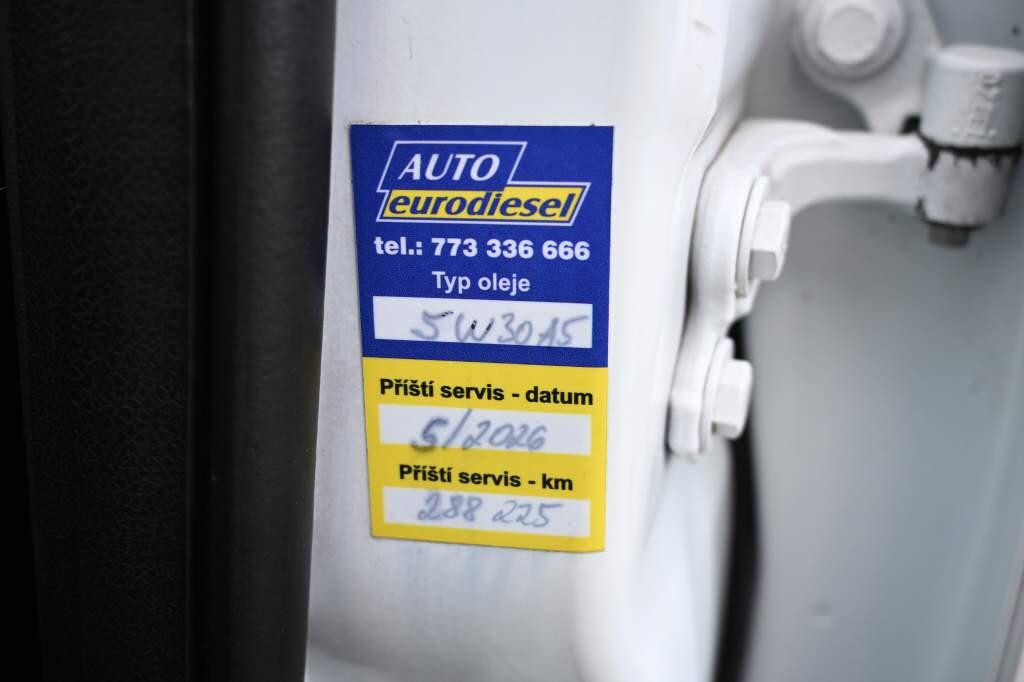 AUTO
eurodiesel
tel.: 773 336 666
Typ oleje
5W30 A5
Příští servis - datum
5/2026
Příští servis - km
288 225